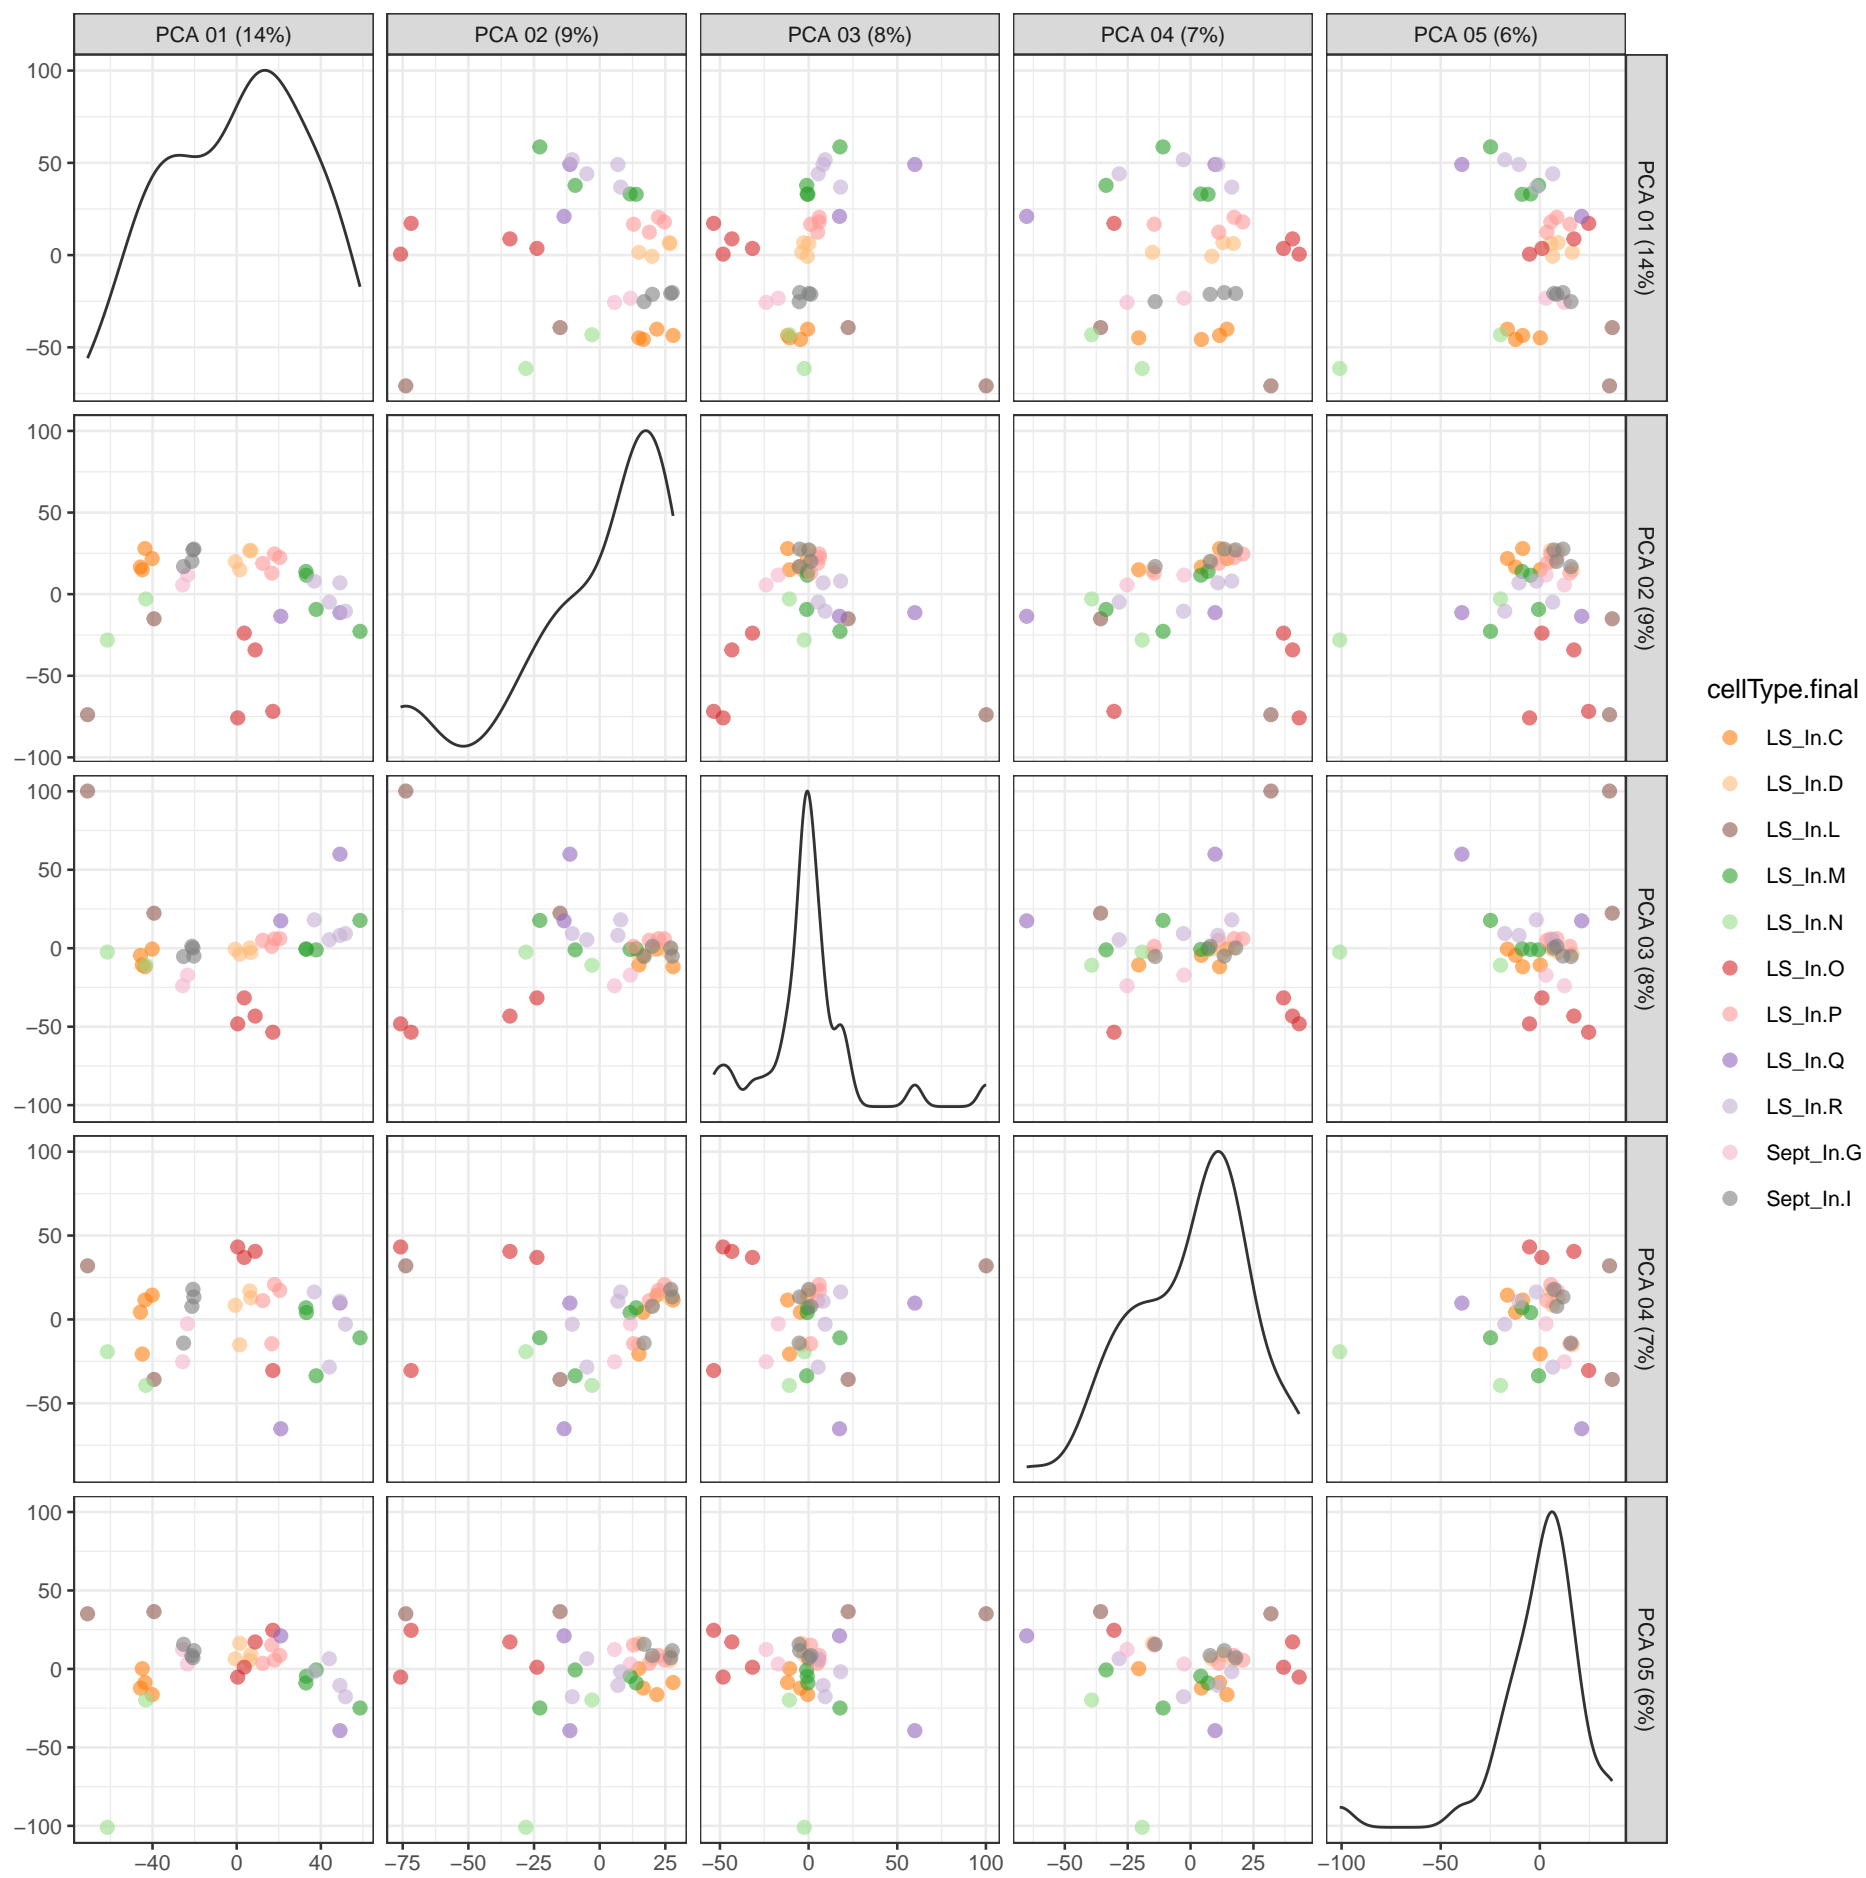 PCA 01 (14%) PCA 02 (9%) PCA 03 (8%) PCA 04 (7%) PCA 05 (6%)
100
50
0
−50
PCA 01 (14%)
100
50
0
−50
−100
PCA 02 (9%)
100
50
0
−50
−100
PCA 03 (8%)
100
50
0
−50
PCA 04 (7%)
100
50
0
−50
−100
PCA 05 (6%)
−40 0 40 −75 −50 −25 0 25 −50 0 50 100 −50 −25 0 25 −100 −50 0
cellType.final
LS_In.C
LS_In.D
LS_In.L
LS_In.M
LS_In.N
LS_In.O
LS_In.P
LS_In.Q
LS_In.R
Sept_In.G
Sept_In.I